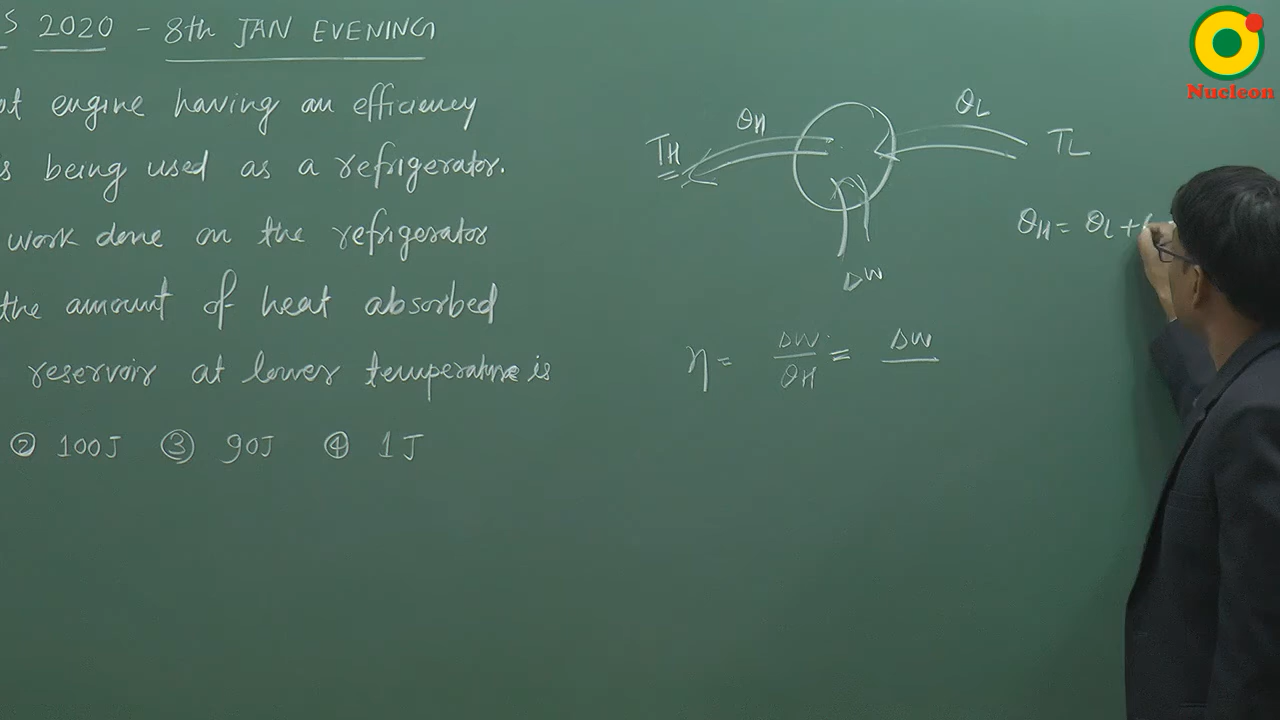 S 2020 - 8th JAN EVENING
ot engine having an efficiency
s being used as a refrigerator.
work done on the refrigerator
the amount of heat absorbed
reservoir at lower temperature is
② 100J ③ 90J ④ 1J
QH QL
TH TL
ΔW
QH = QL +
η = ΔW/QH = ΔW
Nucleon